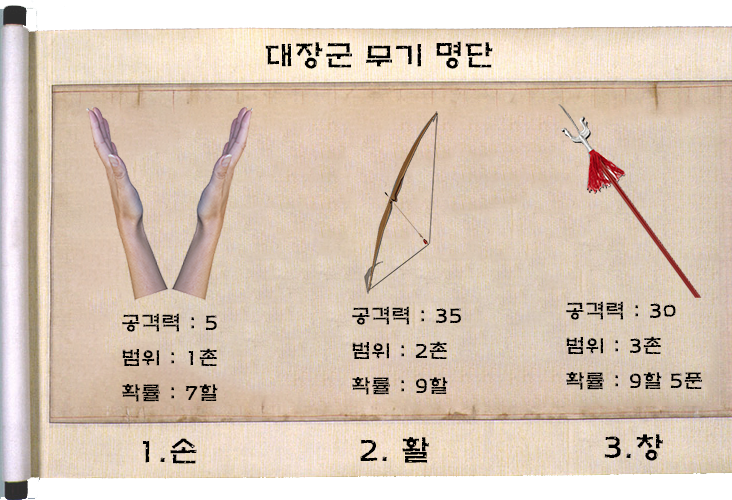 대장군 무기 명단
공격력 : 5
범위 : 1촌
확률 : 7할
1.손
공격력 : 35
범위 : 2촌
확률 : 9할
2. 활
공격력 : 30
범위 : 3촌
확률 : 9할 5푼
3.창